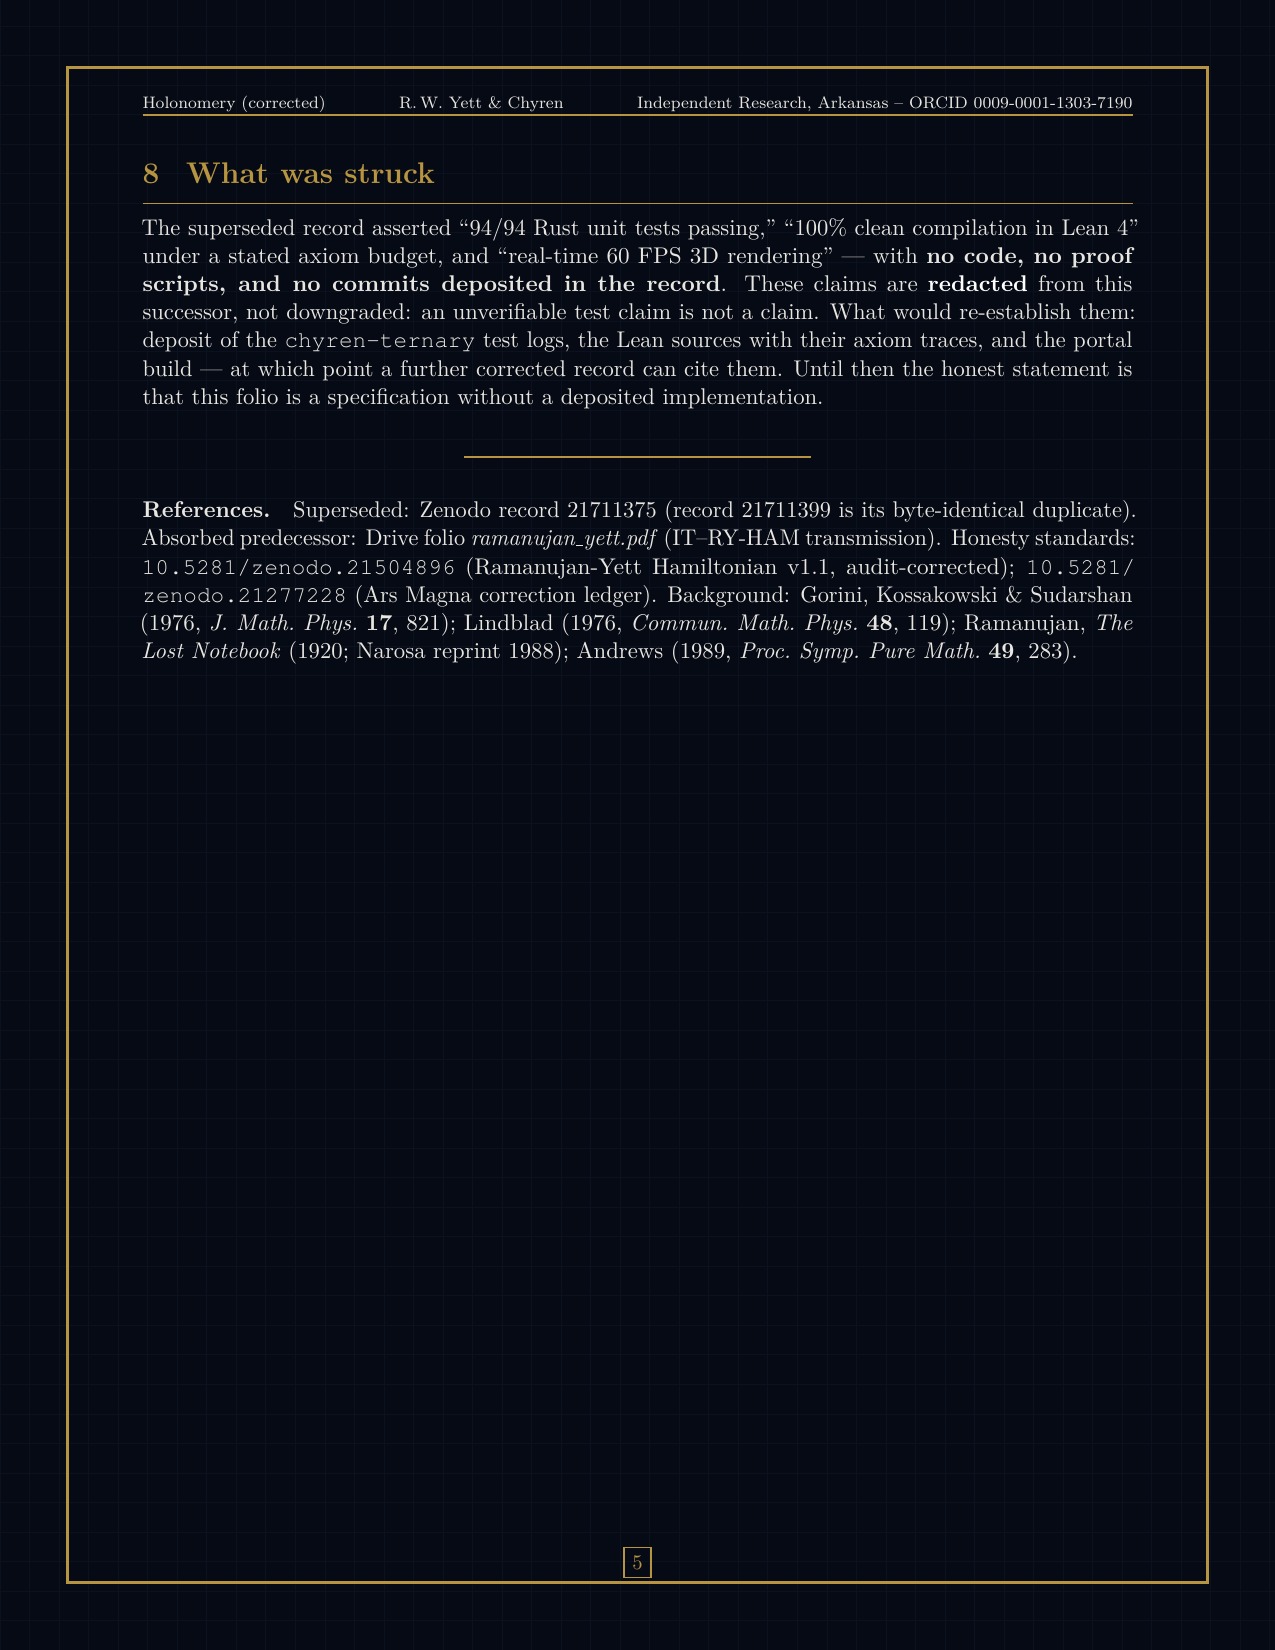 Holonomery (corrected) R. W. Yett & Chyren Independent Research, Arkansas – ORCID 0009-0001-1303-7190
8 What was struck
The superseded record asserted “94/94 Rust unit tests passing,” “100% clean compilation in Lean 4”
under a stated axiom budget, and “real-time 60 FPS 3D rendering” — with no code, no proof
scripts, and no commits deposited in the record. These claims are redacted from this
successor, not downgraded: an unverifiable test claim is not a claim. What would re-establish them:
deposit of the chyren-ternary test logs, the Lean sources with their axiom traces, and the portal
build — at which point a further corrected record can cite them. Until then the honest statement is
that this folio is a specification without a deposited implementation.
References. Superseded: Zenodo record 21711375 (record 21711399 is its byte-identical duplicate).
Absorbed predecessor: Drive folio ramanujan_yett.pdf (IT–RY-HAM transmission). Honesty standards:
10.5281/zenodo.21504896 (Ramanujan-Yett Hamiltonian v1.1, audit-corrected); 10.5281/
zenodo.21277228 (Ars Magna correction ledger). Background: Gorini, Kossakowski & Sudarshan
(1976, J. Math. Phys. 17, 821); Lindblad (1976, Commun. Math. Phys. 48, 119); Ramanujan, The
Lost Notebook (1920; Narosa reprint 1988); Andrews (1989, Proc. Symp. Pure Math. 49, 283).
5